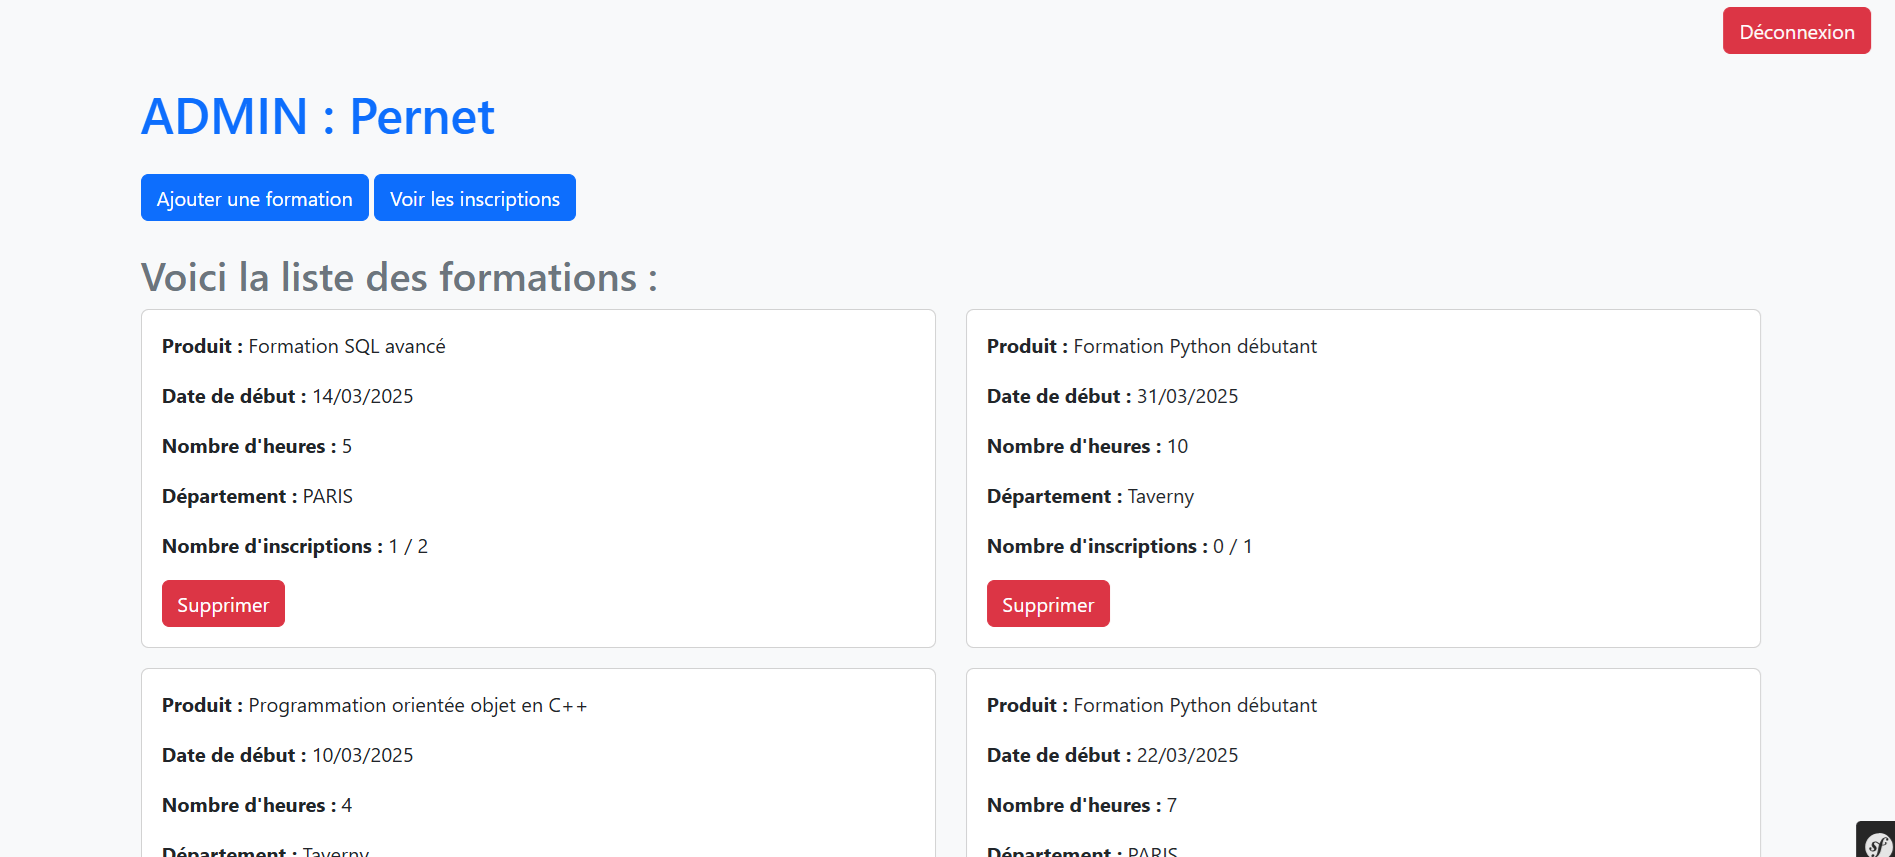 Déconnexion
ADMIN : Pernet
Ajouter une formation
Voir les inscriptions
Voici la liste des formations :
Produit : Formation SQL avancé
Date de début : 14/03/2025
Nombre d'heures : 5
Département : PARIS
Nombre d'inscriptions : 1 / 2
Supprimer
Produit : Formation Python débutant
Date de début : 31/03/2025
Nombre d'heures : 10
Département : Taverny
Nombre d'inscriptions : 0 / 1
Supprimer
Produit : Programmation orientée objet en C++
Date de début : 10/03/2025
Nombre d'heures : 4
Département : Taverny
Produit : Formation Python débutant
Date de début : 22/03/2025
Nombre d'heures : 7
Département : PARIS
sf